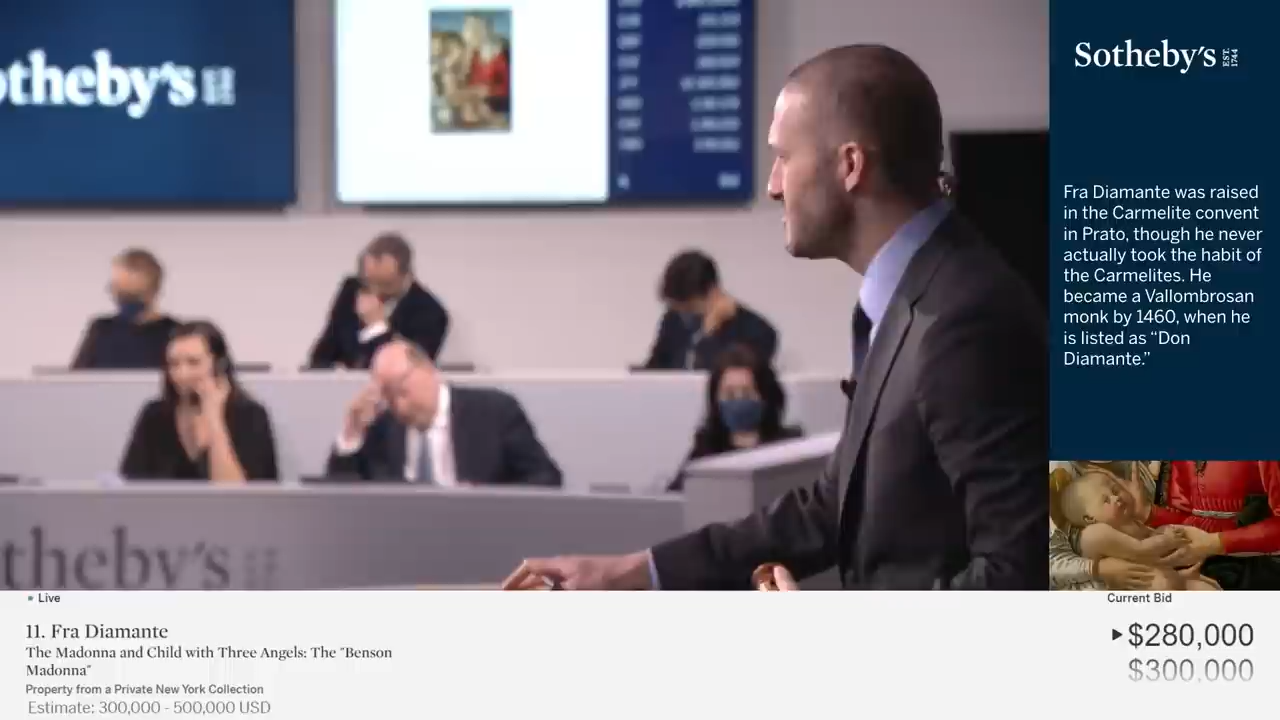 otheby's EST. 1744
Sotheby's EST. 1744
Fra Diamante was raised
in the Carmelite convent
in Prato, though he never
actually took the habit of
the Carmelites. He
became a Vallombrosan
monk by 1460, when he
is listed as “Don
Diamante.”
theby's
Live
Current Bid
11. Fra Diamante
The Madonna and Child with Three Angels: The "Benson
Madonna"
Property from a Private New York Collection
Estimate: 300,000 - 500,000 USD
$280,000
$300,000